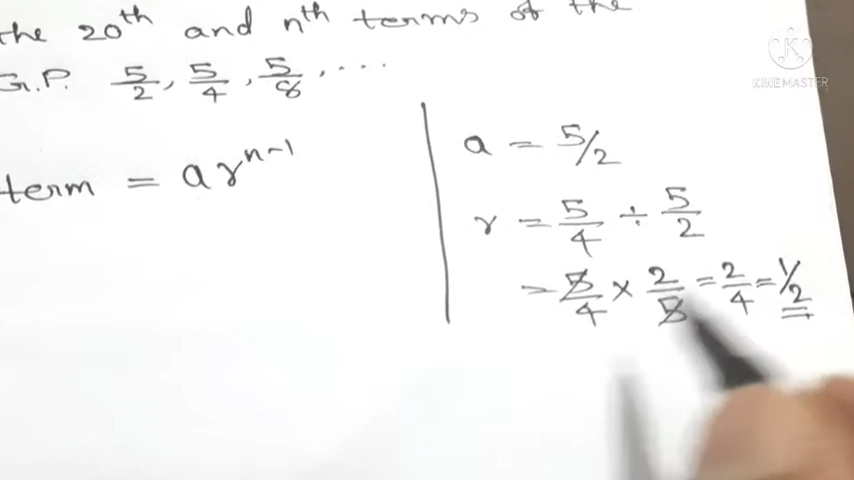 the 20th and nth terms of the
G.P. 5/2, 5/4, 5/8, ....
term = ar^n-1
a = 5/2
r = 5/4 ÷ 5/2
= 5/4 × 2/5 = 2/4 = 1/2
K
KINEMASTER